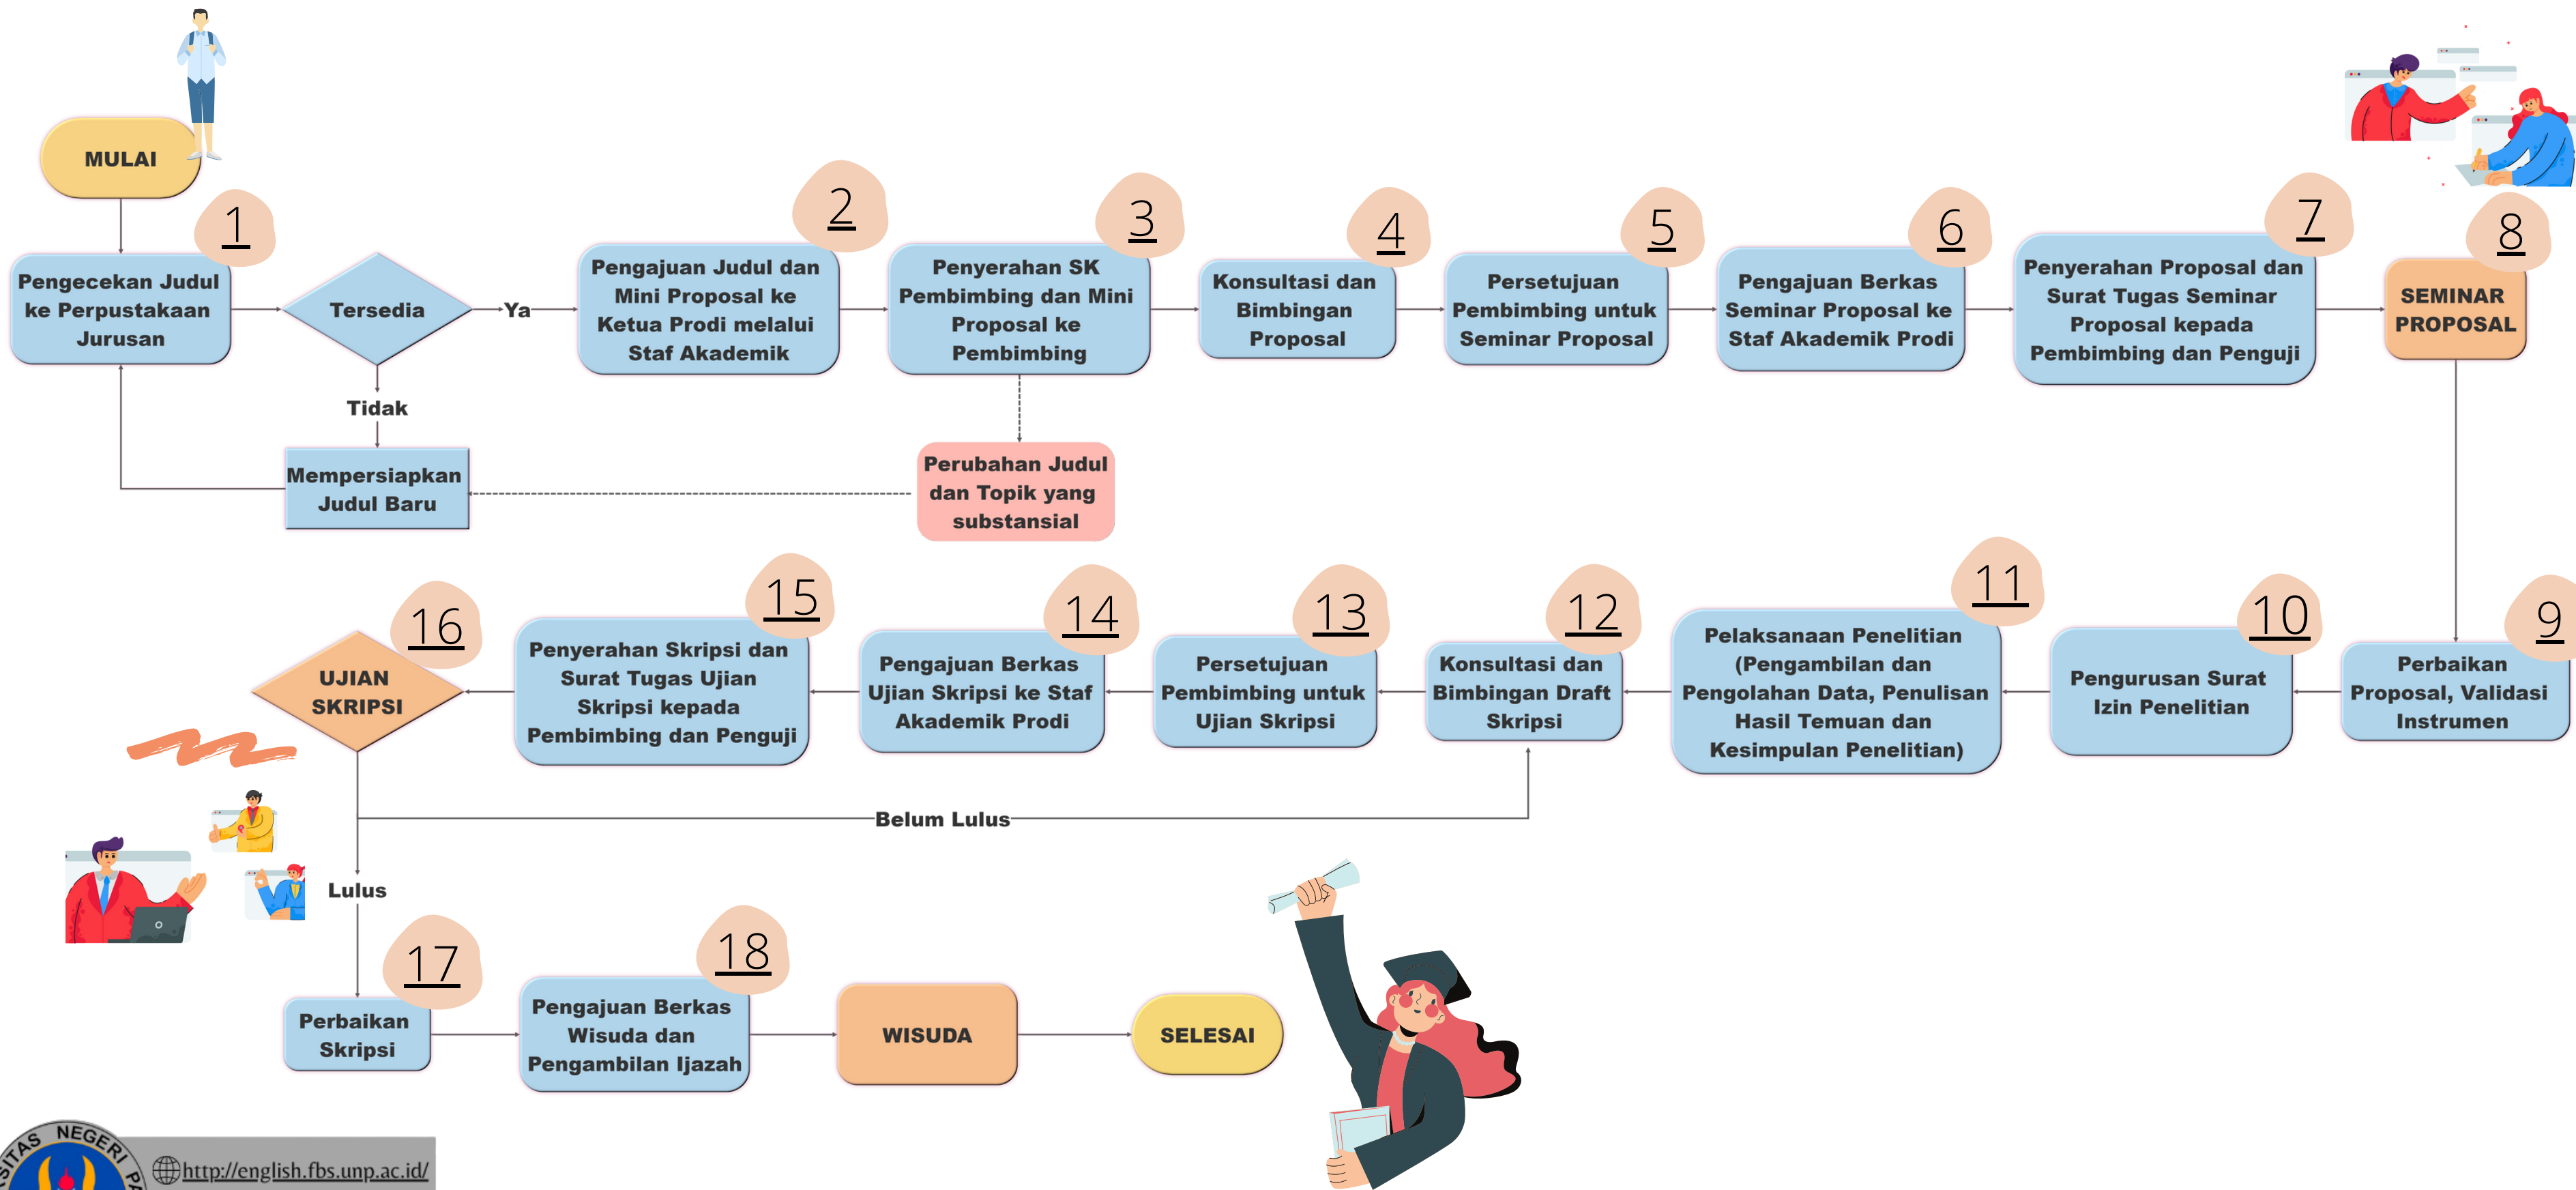 MULAI
1
Pengecekan Judul
ke Perpustakaan
Jurusan
Tersedia
Ya
Tidak
Mempersiapkan
Judul Baru
2
Pengajuan Judul dan
Mini Proposal ke
Ketua Prodi melalui
Staf Akademik
3
Penyerahan SK
Pembimbing dan Mini
Proposal ke
Pembimbing
Perubahan Judul
dan Topik yang
substansial
4
Konsultasi dan
Bimbingan
Proposal
5
Persetujuan
Pembimbing untuk
Seminar Proposal
6
Pengajuan Berkas
Seminar Proposal ke
Staf Akademik Prodi
7
Penyerahan Proposal dan
Surat Tugas Seminar
Proposal kepada
Pembimbing dan Penguji
8
SEMINAR
PROPOSAL
9
Perbaikan
Proposal, Validasi
Instrumen
10
Pengurusan Surat
Izin Penelitian
11
Pelaksanaan Penelitian
(Pengambilan dan
Pengolahan Data, Penulisan
Hasil Temuan dan
Kesimpulan Penelitian)
12
Konsultasi dan
Bimbingan Draft
Skripsi
13
Persetujuan
Pembimbing untuk
Ujian Skripsi
14
Pengajuan Berkas
Ujian Skripsi ke Staf
Akademik Prodi
15
Penyerahan Skripsi dan
Surat Tugas Ujian
Skripsi kepada
Pembimbing dan Penguji
16
UJIAN
SKRIPSI
Belum Lulus
Lulus
17
Perbaikan
Skripsi
18
Pengajuan Berkas
Wisuda dan
Pengambilan Ijazah
WISUDA
SELESAI
NEGERI
http://english.fbs.unp.ac.id/